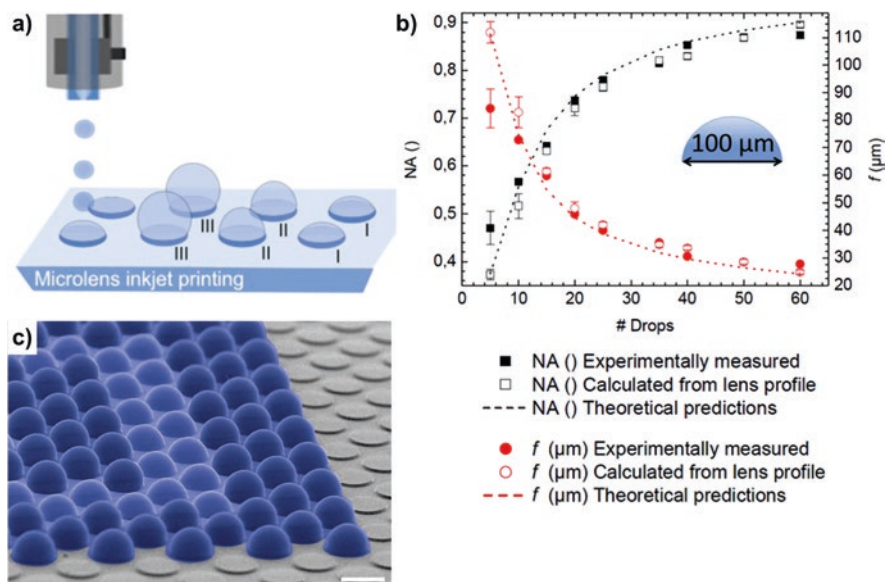 a)
III
III
II
II
I
I
Microlens inkjet printing
b)
0,9
0,8
0,7
0,6
0,5
0,4
NA ()
110
100
90
80
70
60
50
40
30
20
f (µm)
100 µm
0 10 20 30 40 50 60
# Drops
NA () Experimentally measured
NA () Calculated from lens profile
NA () Theoretical predictions
f (µm) Experimentally measured
f (µm) Calculated from lens profile
f (µm) Theoretical predictions
c)